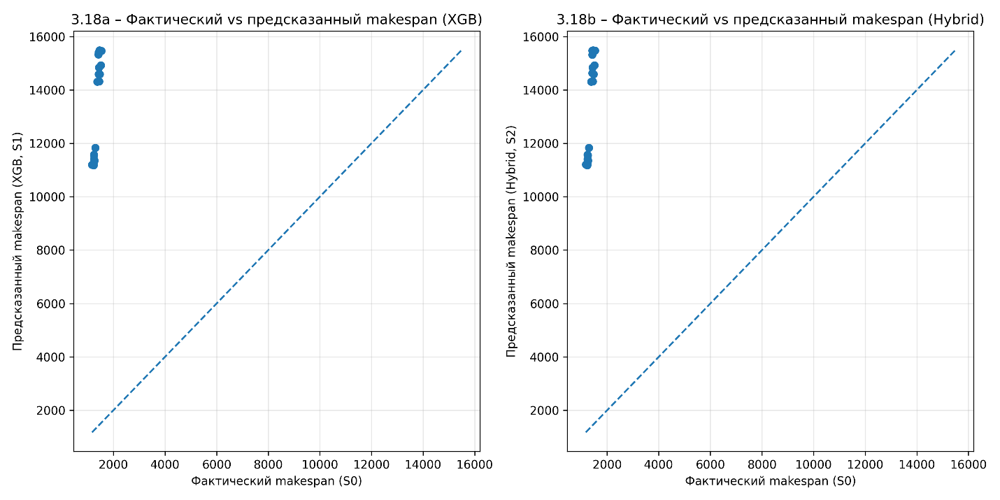 3.18a – Фактический vs предсказанный makespan (XGB)
16000
14000
12000
10000
8000
6000
4000
2000
Предсказанный makespan (XGB, S1)
2000 4000 6000 8000 10000 12000 14000 16000
Фактический makespan (S0)
3.18b – Фактический vs предсказанный makespan (Hybrid)
16000
14000
12000
10000
8000
6000
4000
2000
Предсказанный makespan (Hybrid, S2)
2000 4000 6000 8000 10000 12000 14000 16000
Фактический makespan (S0)